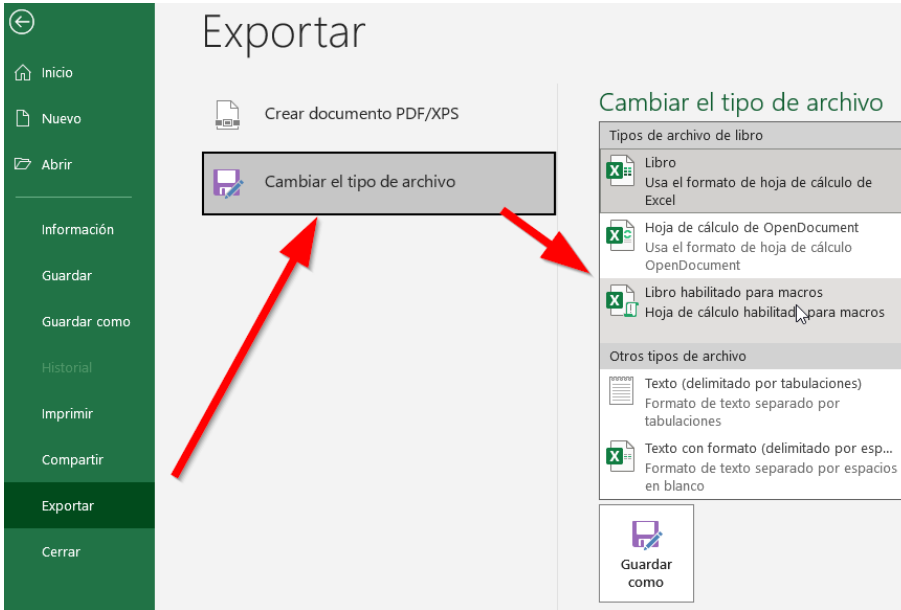 Exportar
Inicio
Nuevo
Abrir
Información
Guardar
Guardar como
Historial
Imprimir
Compartir
Exportar
Cerrar
Crear documento PDF/XPS
Cambiar el tipo de archivo
Cambiar el tipo de archivo
Tipos de archivo de libro
Libro
Usa el formato de hoja de cálculo de
Excel
Hoja de cálculo de OpenDocument
Usa el formato de hoja de cálculo
OpenDocument
Libro habilitado para macros
Hoja de cálculo habilitado para macros
Otros tipos de archivo
Texto (delimitado por tabulaciones)
Formato de texto separado por
tabulaciones
Texto con formato (delimitado por esp...
Formato de texto separado por espacios
en blanco
Guardar
como